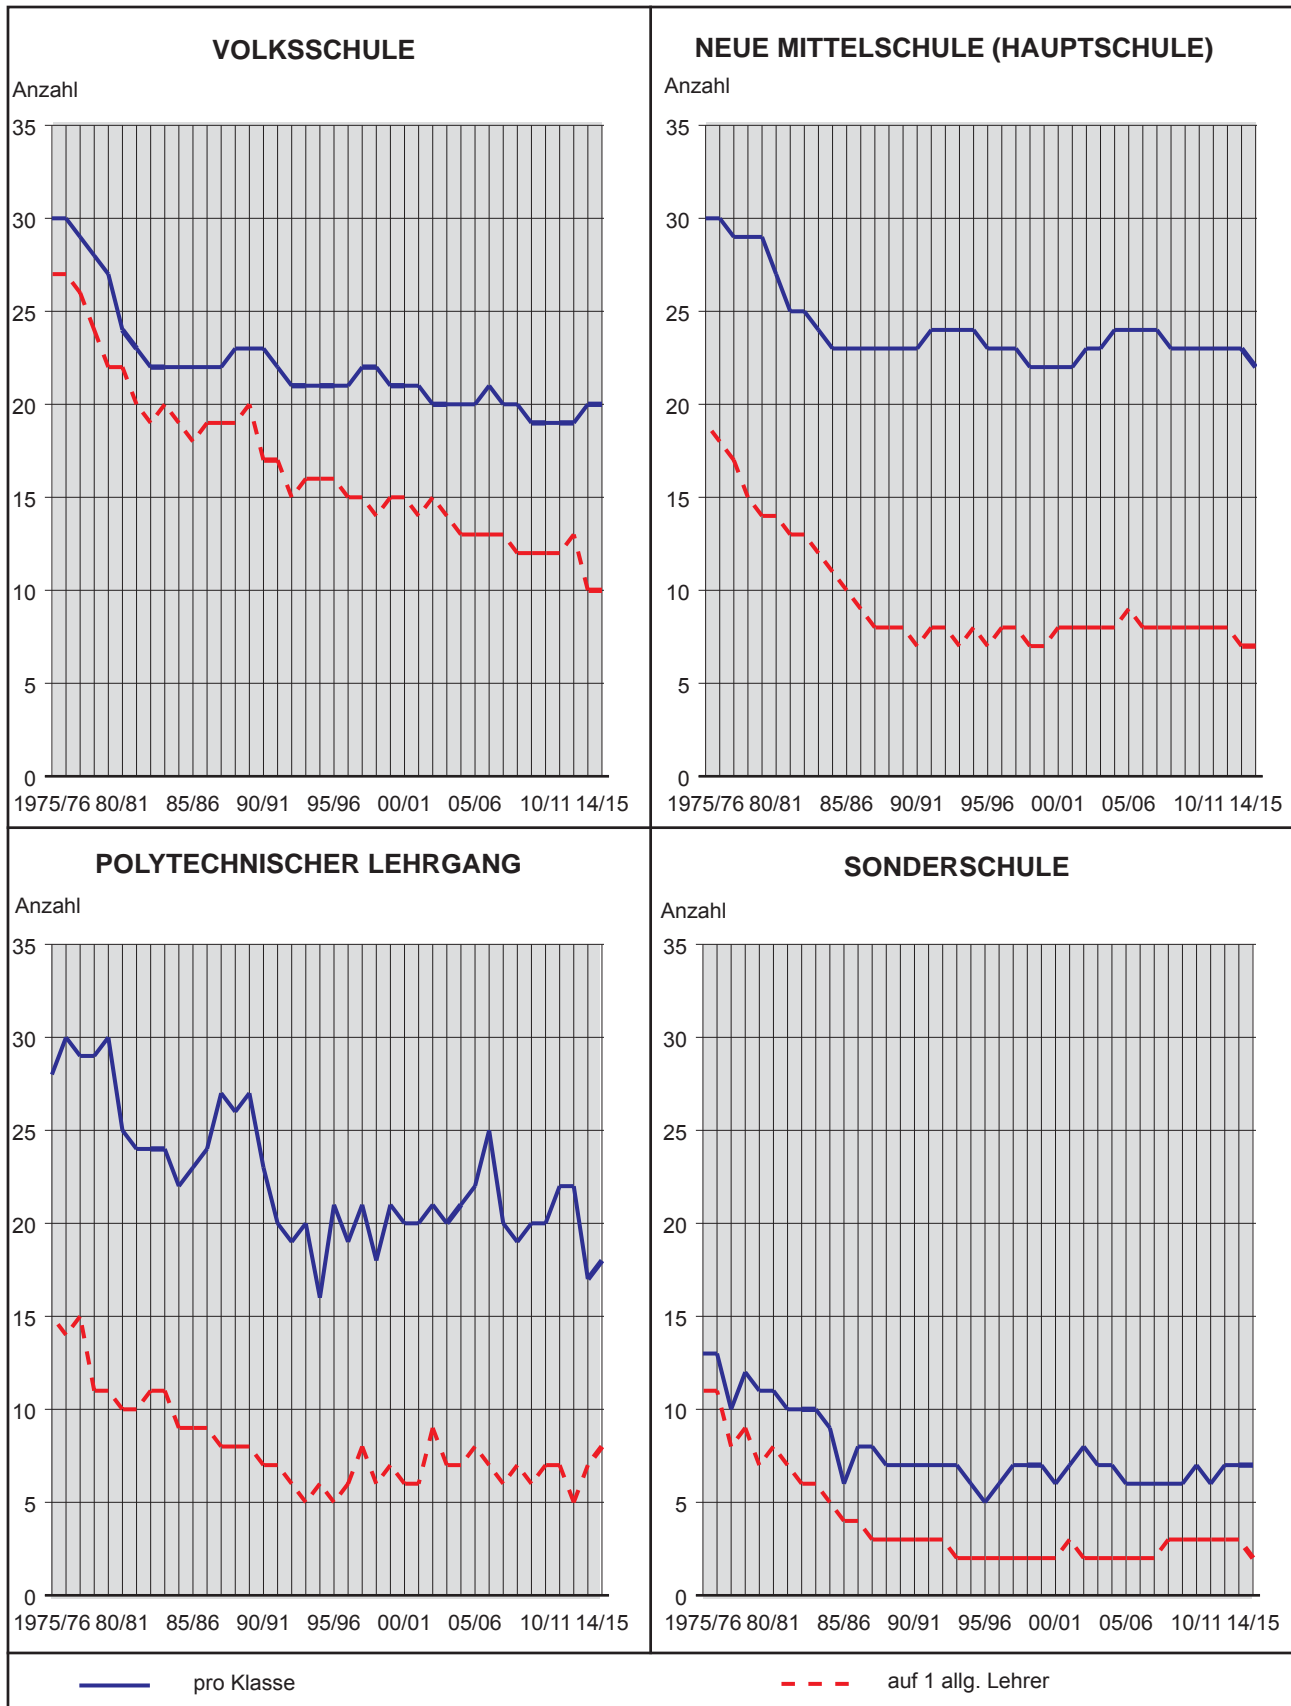 VOLKSSCHULE
Anzahl
35
30
25
20
15
10
5
0
1975/76 80/81 85/86 90/91 95/96 00/01 05/06 10/11 14/15
NEUE MITTELSCHULE (HAUPTSCHULE)
Anzahl
35
30
25
20
15
10
5
0
1975/76 80/81 85/86 90/91 95/96 00/01 05/06 10/11 14/15
POLYTECHNISCHER LEHRGANG
Anzahl
35
30
25
20
15
10
5
0
1975/76 80/81 85/86 90/91 95/96 00/01 05/06 10/11 14/15
SONDERSCHULE
Anzahl
35
30
25
20
15
10
5
0
1975/76 80/81 85/86 90/91 95/96 00/01 05/06 10/11 14/15
pro Klasse
auf 1 allg. Lehrer